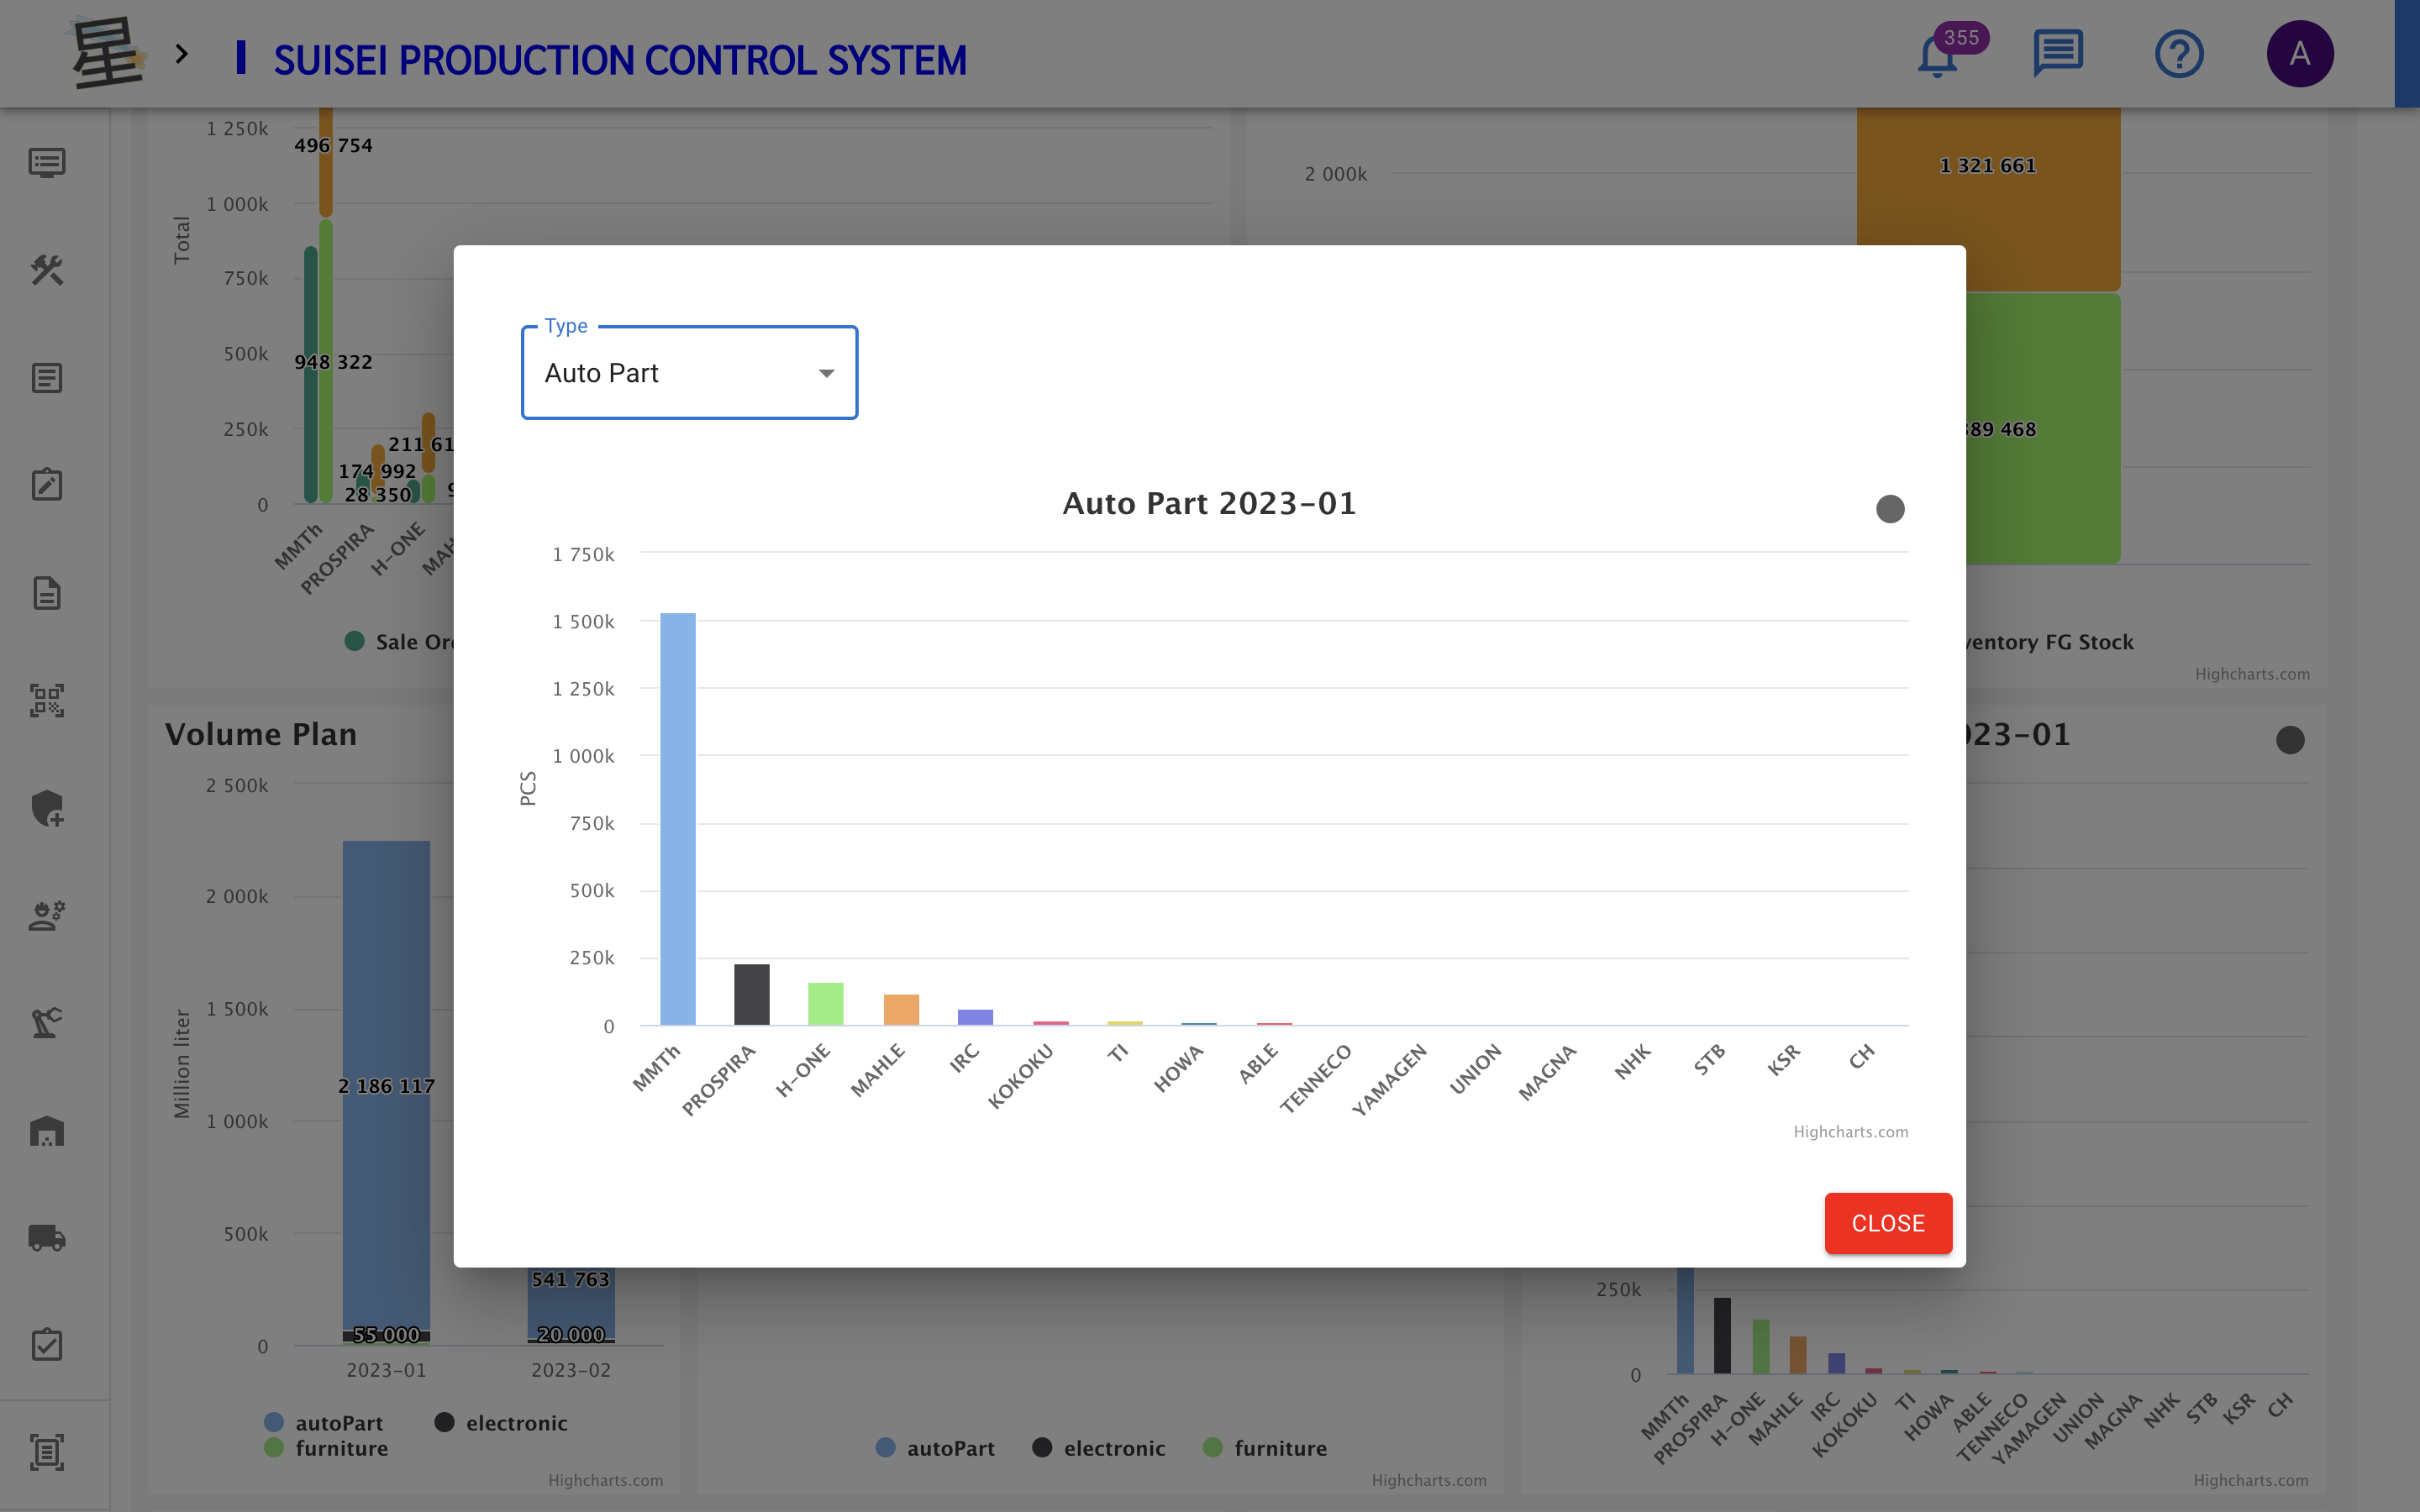 星
SUISEI PRODUCTION CONTROL SYSTEM
355
A
1 250k
1 000k
750k
500k
250k
0
Total
496 754
948 322
174 992
28 350
211 61
MMTh
PROSPIRA
H-ONE
MAH
Sale Ord
2 000k
1 321 661
89 468
ventory FG Stock
Highcharts.com
Type
Auto Part
Auto Part 2023-01
PCS
1 750k
1 500k
1 250k
1 000k
750k
500k
250k
0
MMTh
PROSPIRA
H-ONE
MAHLE
IRC
KOKOKU
TI
HOWA
ABLE
TENNECO
YAMAGEN
UNION
MAGNA
NHK
STB
KSR
CH
Highcharts.com
CLOSE
Volume Plan
Million liter
2 500k
2 000k
1 500k
1 000k
500k
0
2 186 117
55 000
541 763
20 000
2023-01
2023-02
autoPart
electronic
furniture
Highcharts.com
autoPart
electronic
furniture
Highcharts.com
023-01
250k
0
MMTh
PROSPIRA
H-ONE
MAHLE
IRC
KOKOKU
TI
HOWA
ABLE
TENNECO
YAMAGEN
UNION
MAGNA
NHK
STB
KSR
CH
Highcharts.com